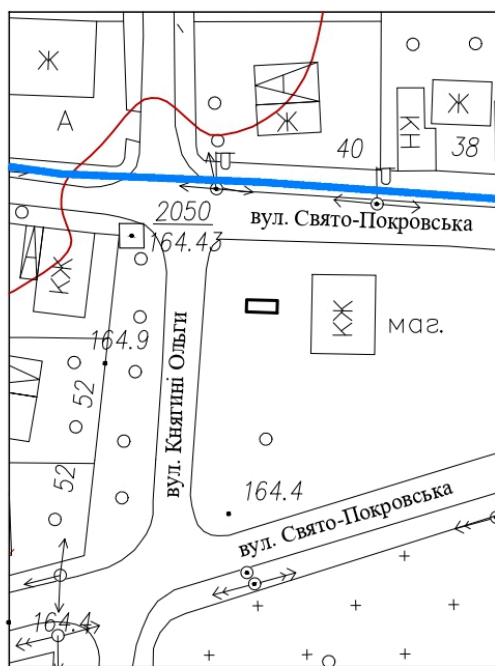 Ж
А
Ж
КН
Ж
40
38
2050
164.43
вул. Свято-Покровська
КЖ
КЖ
маг.
164.9
52
вул. Княгині Ольги
52
164.4
вул. Свято-Покровська
164.4